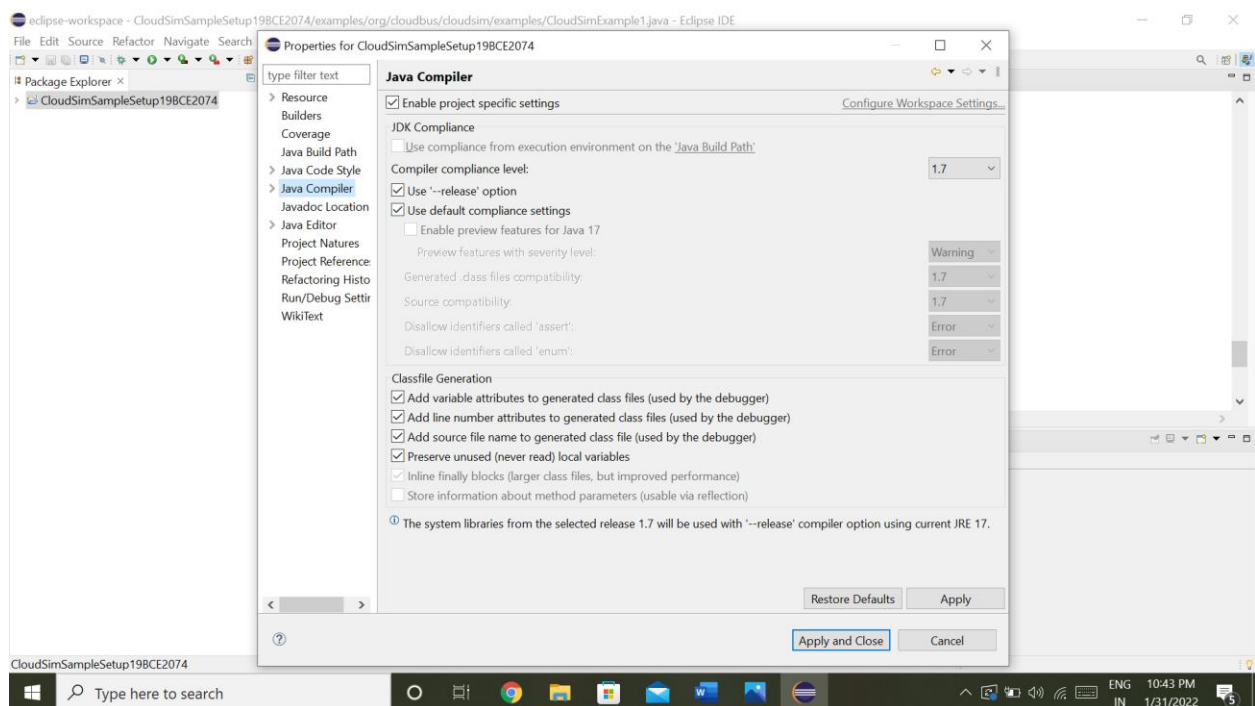 eclipse-workspace - CloudSimSampleSetup19BCE2074/examples/org/cloudbus/cloudsim/examples/CloudSimExample1.java - Eclipse IDE
File Edit Source Refactor Navigate Search
Properties for CloudSimSampleSetup19BCE2074
Package Explorer
CloudSimSampleSetup19BCE2074
type filter text
Resource
Builders
Coverage
Java Build Path
Java Code Style
Java Compiler
Javadoc Location
Java Editor
Project Natures
Project Reference
Refactoring Histo
Run/Debug Settir
WikiText
Java Compiler
Enable project specific settings
Configure Workspace Settings...
JDK Compliance
Use compliance from execution environment on the 'Java Build Path'
Compiler compliance level: 1.7
Use '--release' option
Use default compliance settings
Enable preview features for Java 17
Preview features with severity level: Warning
Generated .class files compatibility: 1.7
Source compatibility: 1.7
Disallow identifiers called 'assert': Error
Disallow identifiers called 'enum': Error
Classfile Generation
Add variable attributes to generated class files (used by the debugger)
Add line number attributes to generated class files (used by the debugger)
Add source file name to generated class file (used by the debugger)
Preserve unused (never read) local variables
Inline finally blocks (larger class files, but improved performance)
Store information about method parameters (usable via reflection)
The system libraries from the selected release 1.7 will be used with '--release' compiler option using current JRE 17.
Restore Defaults Apply
Apply and Close Cancel
CloudSimSampleSetup19BCE2074
Type here to search
ENG
IN
10:43 PM
1/31/2022
5